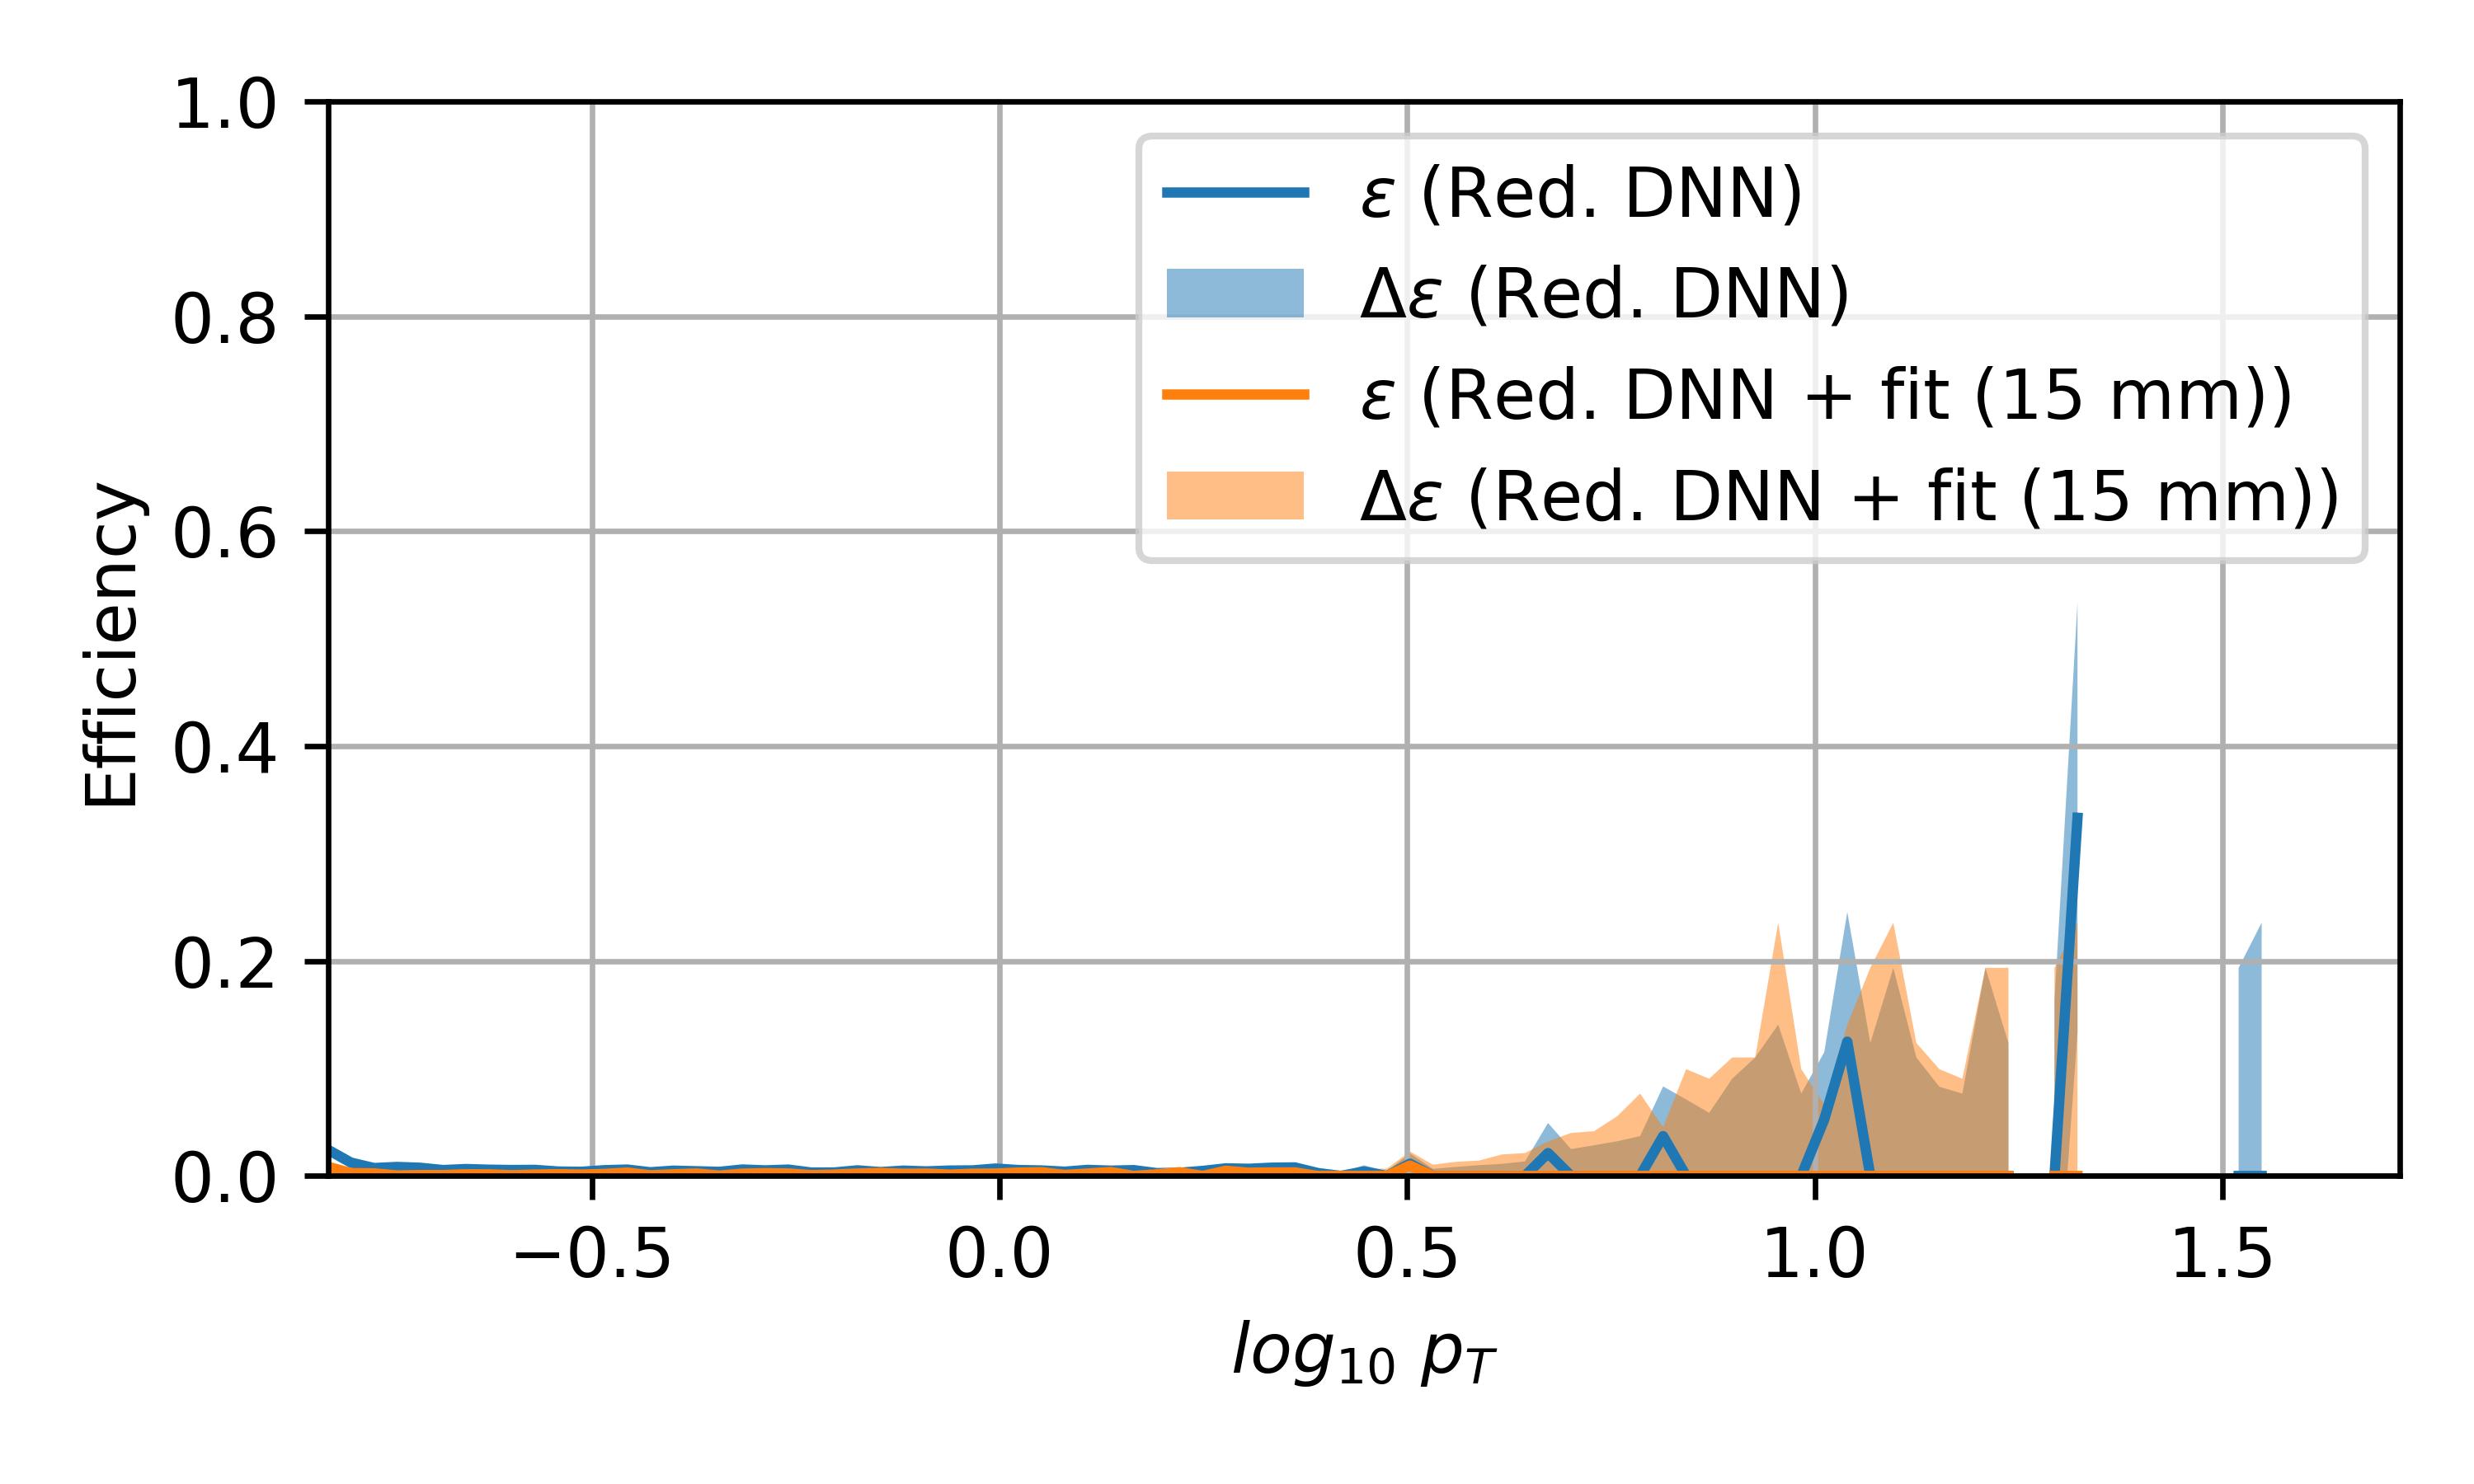 1.0
0.8
0.6
0.4
0.2
0.0
Efficiency
ε (Red. DNN)
Δε (Red. DNN)
ε (Red. DNN + fit (15 mm))
Δε (Red. DNN + fit (15 mm))
−0.5 0.0 0.5 1.0 1.5
log₁₀ p_T